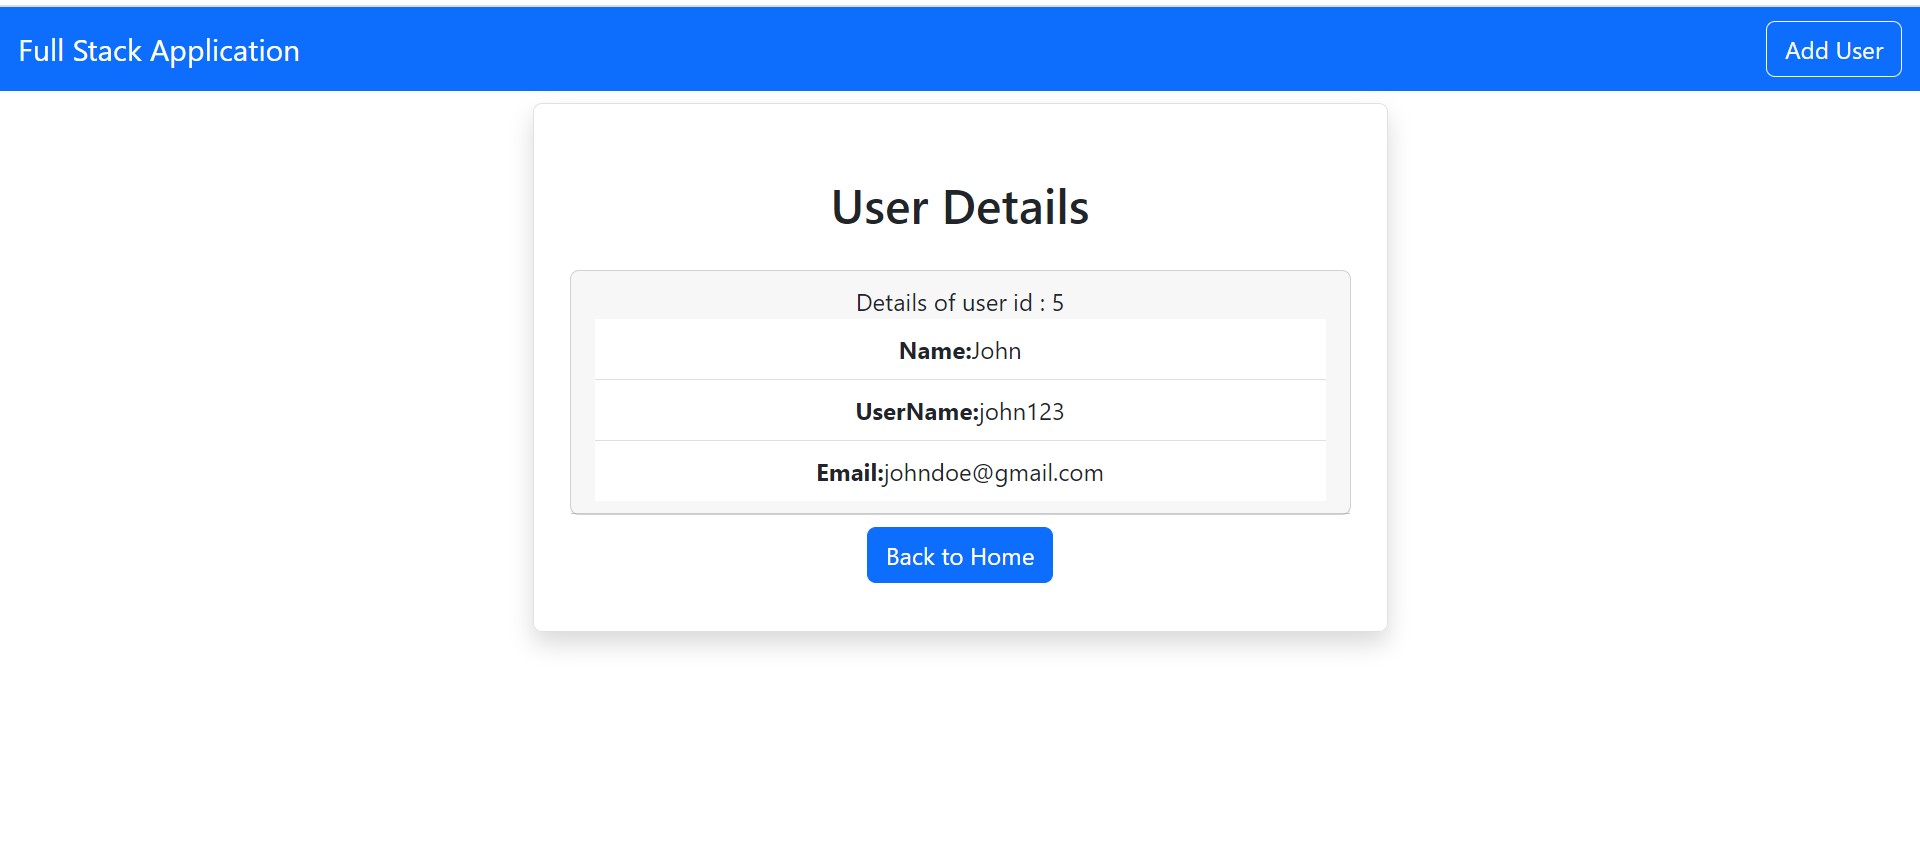 Full Stack Application
Add User
User Details
Details of user id : 5
Name:John
UserName:john123
Email:johndoe@gmail.com
Back to Home